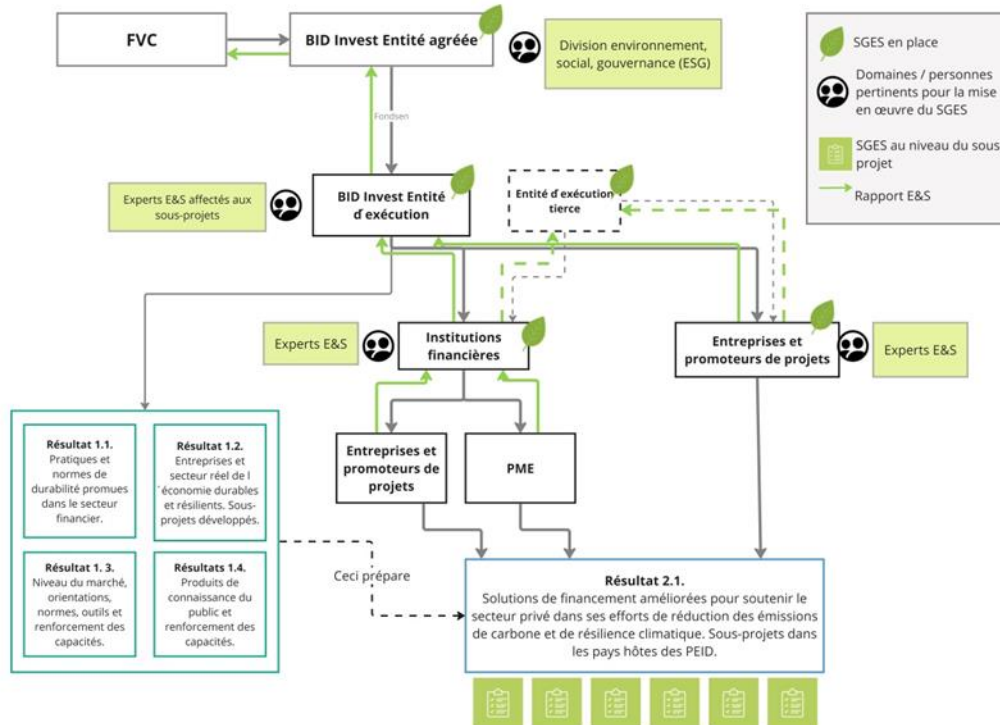 FVC
BID Invest Entité agréée
Division environnement,
social, gouvernance (ESG)
SGES en place
Domaines / personnes
pertinents pour la mise
en œuvre du SGES
SGES au niveau du sous
projet
Rapport E&S
Fondsen
Experts E&S affectés aux
sous-projets
BID Invest Entité
d ́exécution
Entité d ́exécution
tierce
Experts E&S
Institutions
financières
Entreprises et
promoteurs de projets
Experts E&S
Résultat 1.1.
Pratiques et
normes de
durabilité promues
dans le secteur
financier.
Résultat 1.2.
Entreprises et
secteur réel de l
́économie durables
et résilients. Sous-
projets développés.
Entreprises et
promoteurs de
projets
PME
Résultat 1. 3.
Niveau du marché,
orientations,
normes, outils et
renforcement des
capacités.
Résultats 1.4.
Produits de
connaissance du
public et
renforcement des
capacités.
Ceci prépare
Résultat 2.1.
Solutions de financement améliorées pour soutenir le
secteur privé dans ses efforts de réduction des émissions
de carbone et de résilience climatique. Sous-projets dans
les pays hôtes des PEID.